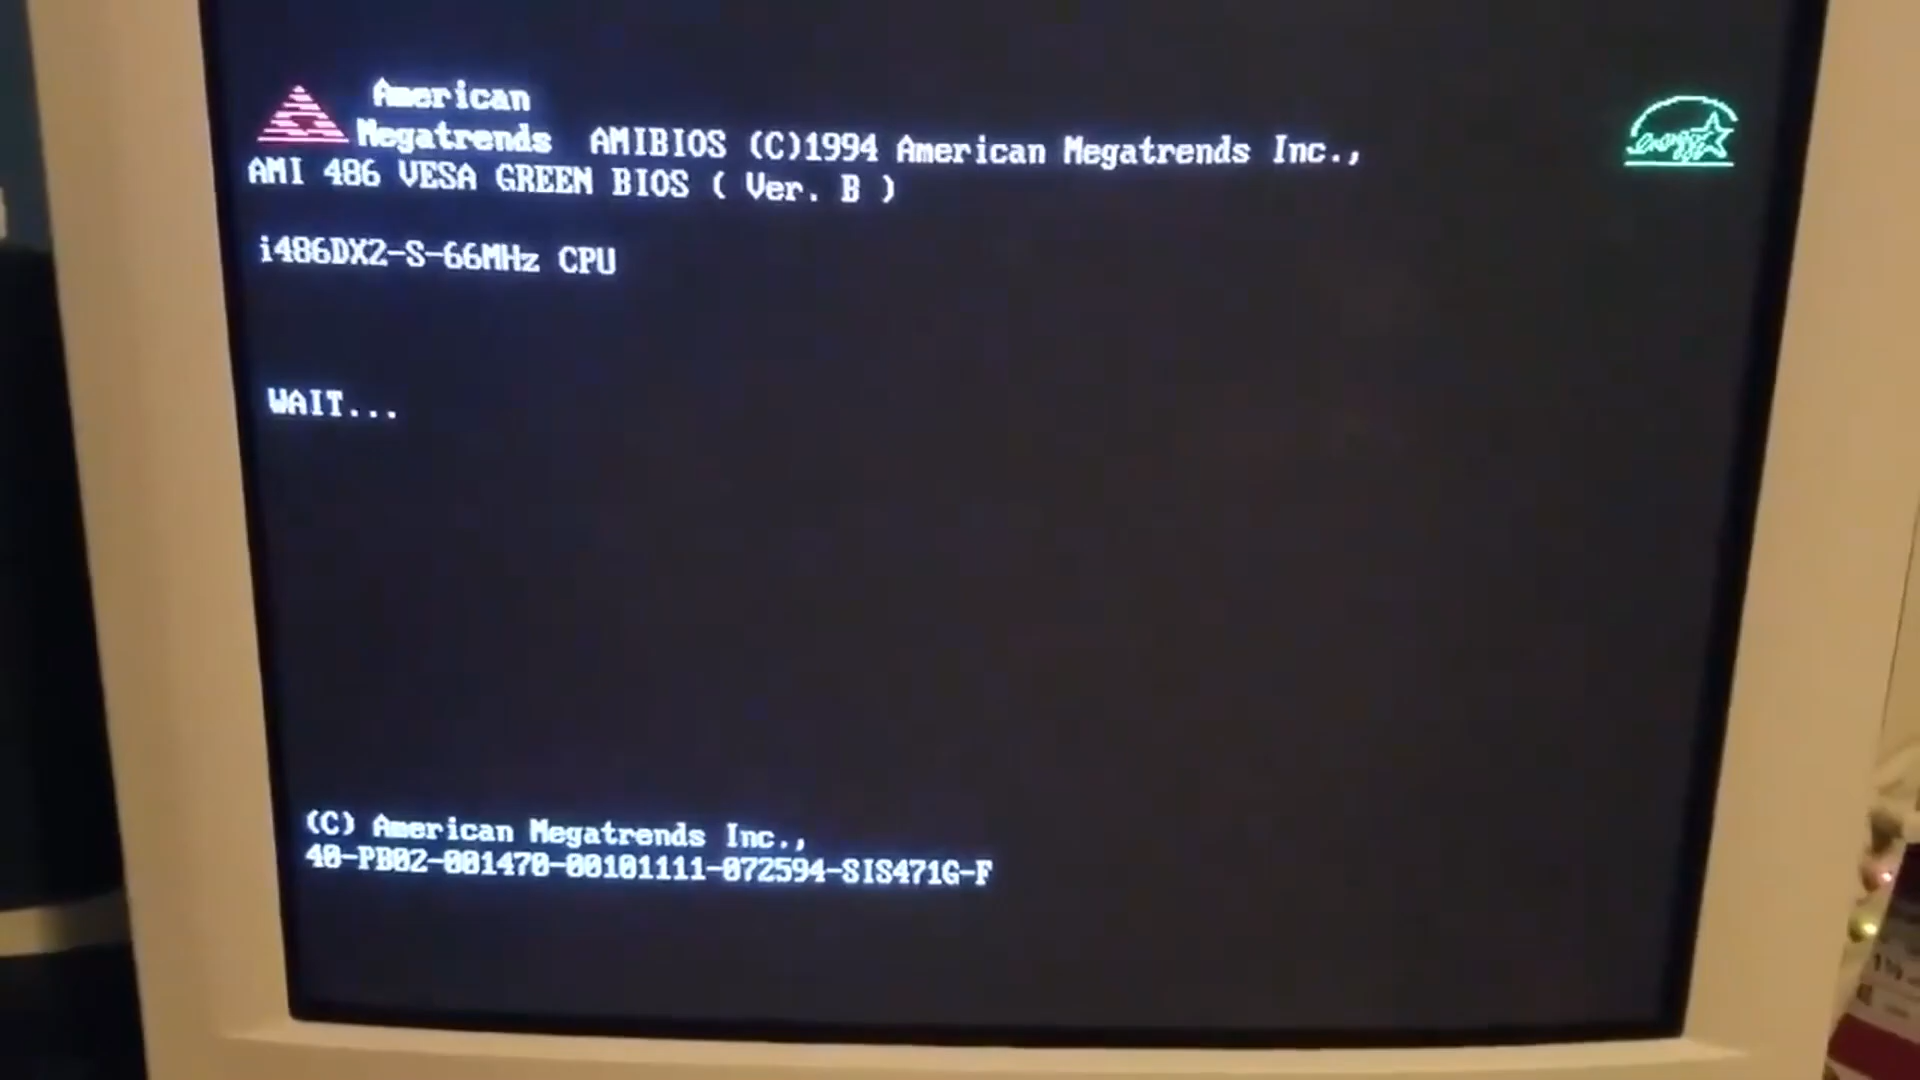 American
Megatrends AMIBIOS (C)1994 American Megatrends Inc.,
AMI 486 VESA GREEN BIOS ( Ver. B )
energy
i486DX2-S-66MHz CPU
WAIT...
(C) American Megatrends Inc.,
40-PB02-001470-00101111-072594-SIS471G-F